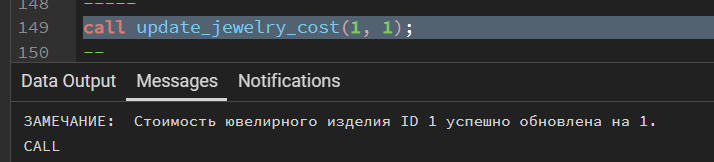 148 -----
149 call update_jewelry_cost(1, 1);
150 --
Data Output Messages Notifications
ЗАМЕЧАНИЕ: Стоимость ювелирного изделия ID 1 успешно обновлена на 1.
CALL